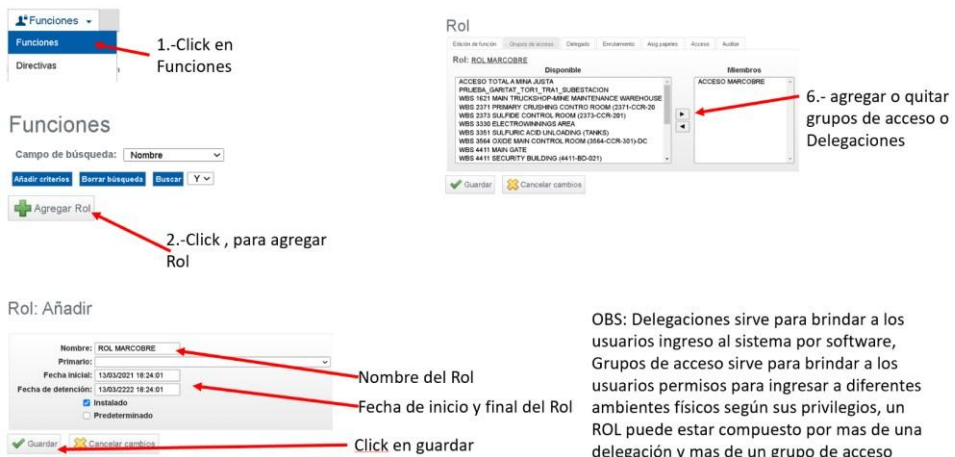 Funciones
Funciones
Directivas
1.-Click en
Funciones
Funciones
Campo de búsqueda: Nombre
Añadir criterios Borrar búsqueda Buscar Y
Agregar Rol
2.-Click , para agregar
Rol
Rol: Añadir
Nombre: ROL MARCOBRE
Primario:
Fecha inicial: 13/03/2021 18:24:01
Fecha de detención: 13/03/2222 18:24:01
Instalado
Predeterminado
Guardar Cancelar cambios
Nombre del Rol
Fecha de inicio y final del Rol
Click en guardar
Rol
Edición de función Grupos de acceso Delegado Enrutamiento Asig papeles Acceso Auditar
Rol: ROL MARCOBRE
Disponible Miembros
ACCESO TOTAL A MINA JUSTA
PRUEBA_GARITAT_TOR1_TRA1_SUBESTACION
WBS 1621 MAIN TRUCKSHOP-MINE MAINTENANCE WAREHOUSE
WBS 2371 PRIMARY CRUSHING CONTRO ROOM (2371-CCR-20
WBS 2373 SULFIDE CONTROL ROOM (2373-CCR-201)
WBS 3330 ELECTROWINNINGS AREA
WBS 3351 SULFURIC ACID UNLOADING (TANKS)
WBS 3564 OXIDE MAIN CONTROL ROOM (3564-CCR-301)-DC
WBS 4411 MAIN GATE
WBS 4411 SECURITY BUILDING (4411-BD-021)
ACCESO MARCOBRE
Guardar Cancelar cambios
6.- agregar o quitar
grupos de acceso o
Delegaciones
OBS: Delegaciones sirve para brindar a los
usuarios ingreso al sistema por software,
Grupos de acceso sirve para brindar a los
usuarios permisos para ingresar a diferentes
ambientes físicos según sus privilegios, un
ROL puede estar compuesto por mas de una
delegación y mas de un grupo de acceso